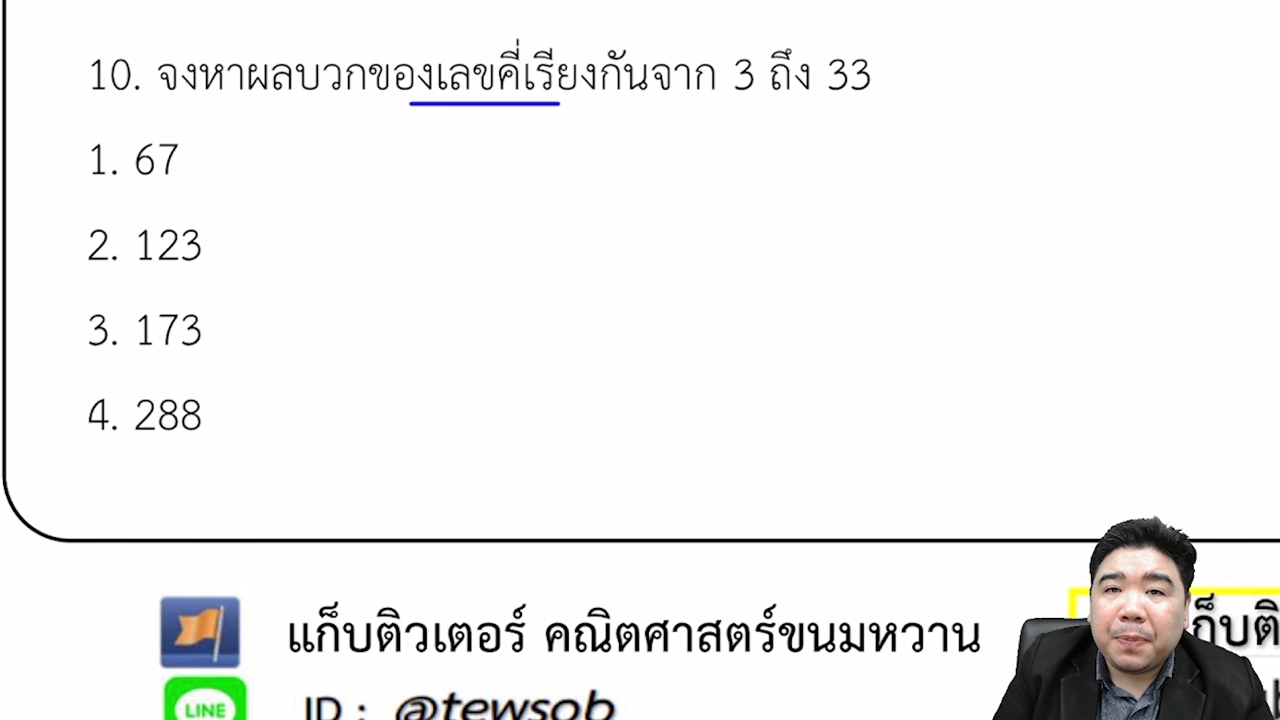 10. จงหาผลบวกของเลขคี่เรียงกันจาก 3 ถึง 33
1. 67
2. 123
3. 173
4. 288
แก็บติวเตอร์ คณิตศาสตร์ขนมหวาน
LINE ID : @tewsob